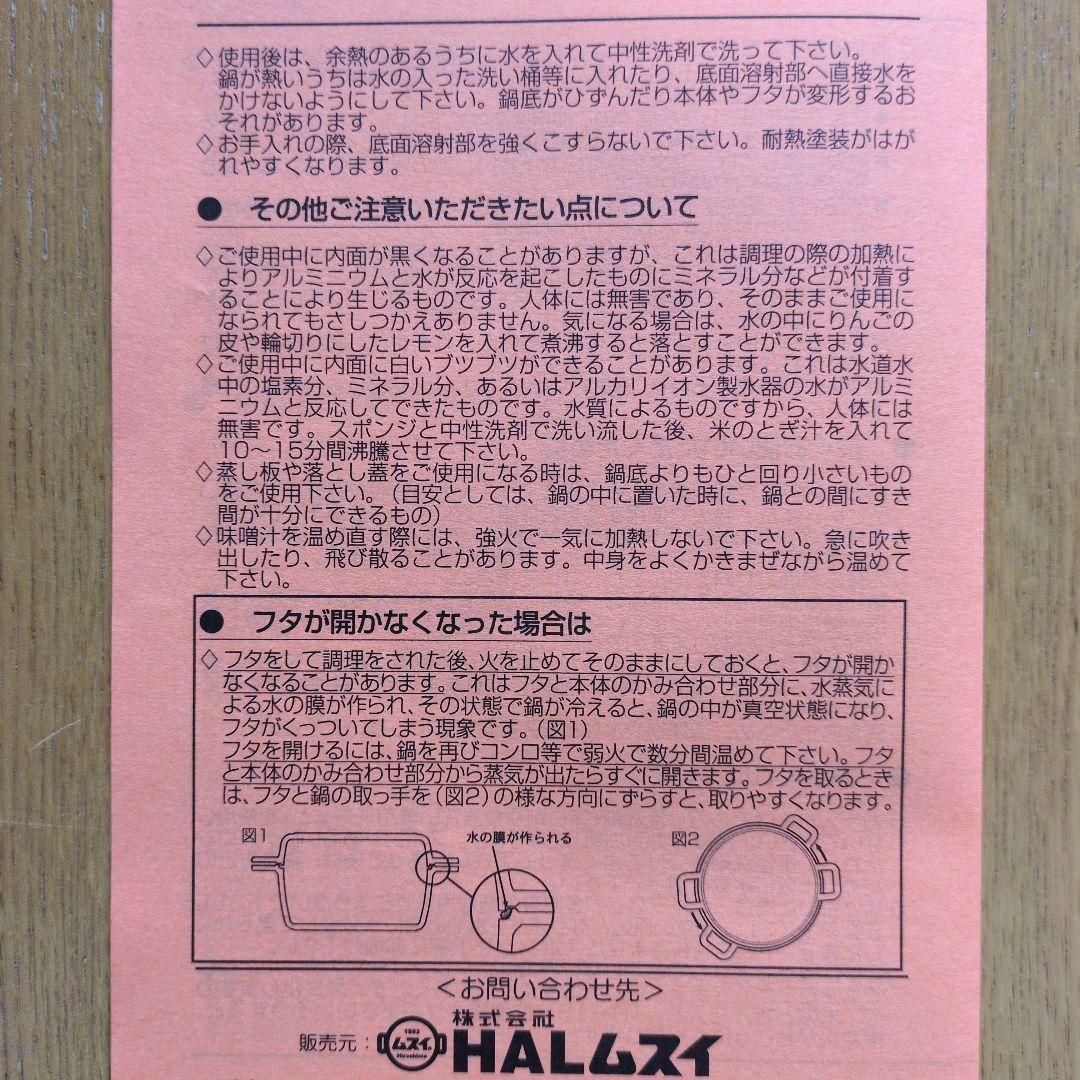 ◇使用後は、余熱のあるうちに水を入れて中性洗剤で洗って下さい。
鍋が熱いうちは水の入った洗い桶等に入れたり、底面溶射部へ直接水を
かけないようにして下さい。鍋底がひずんだり本体やフタが変形するお
それがあります。
◇お手入れの際、底面溶射部を強くこすらないで下さい。耐熱塗装がはが
れやすくなります。
● その他ご注意いただきたい点について
◇ご使用中に内面が黒くなることがありますが、これは調理の際の加熱に
よりアルミニウムと水が反応を起こしたものにミネラル分などが付着す
ることにより生じるものです。人体には無害であり、そのままご使用に
なられてもさしつかえありません。気になる場合は、水の中にりんごの
皮や輪切りにしたレモンを入れて煮沸すると落とすことができます。
◇ご使用中に内面に白いブツブツができることがあります。これは水道水
中の塩素分、ミネラル分、あるいはアルカリイオン製水器の水がアルミ
ニウムと反応してできたものです。水質によるものですから、人体には
無害です。スポンジと中性洗剤で洗い流した後、米のとぎ汁を入れて
10〜15分間沸騰させて下さい。
◇蒸し板や落とし蓋をご使用になる時は、鍋底よりもひと回り小さいもの
をご使用下さい。(目安としては、鍋の中に置いた時に、鍋との間にすき
間が十分にできるもの)
◇味噌汁を温め直す際には、強火で一気に加熱しないで下さい。急に吹き
出したり、飛び散ることがあります。中身をよくかきまぜながら温めて
下さい。
● フタが開かなくなった場合は
◇フタをして調理をされた後、火を止めてそのままにしておくと、フタが開か
なくなることがあります。これはフタと本体のかみ合わせ部分に、水蒸気に
よる水の膜が作られ、その状態で鍋が冷えると、鍋の中が真空状態になり、
フタがくっついてしまう現象です。(図1)
フタを開けるには、鍋を再びコンロ等で弱火で数分間温めて下さい。フタ
と本体のかみ合わせ部分から蒸気が出たらすぐに開きます。フタを取るとき
は、フタと鍋の取っ手を(図2)の様な方向にずらすと、取りやすくなります。
図1 水の膜が作られる 図2
<お問い合わせ先>
販売元: 1953 ムスイ Hiroshima 株式会社
HALムスイ